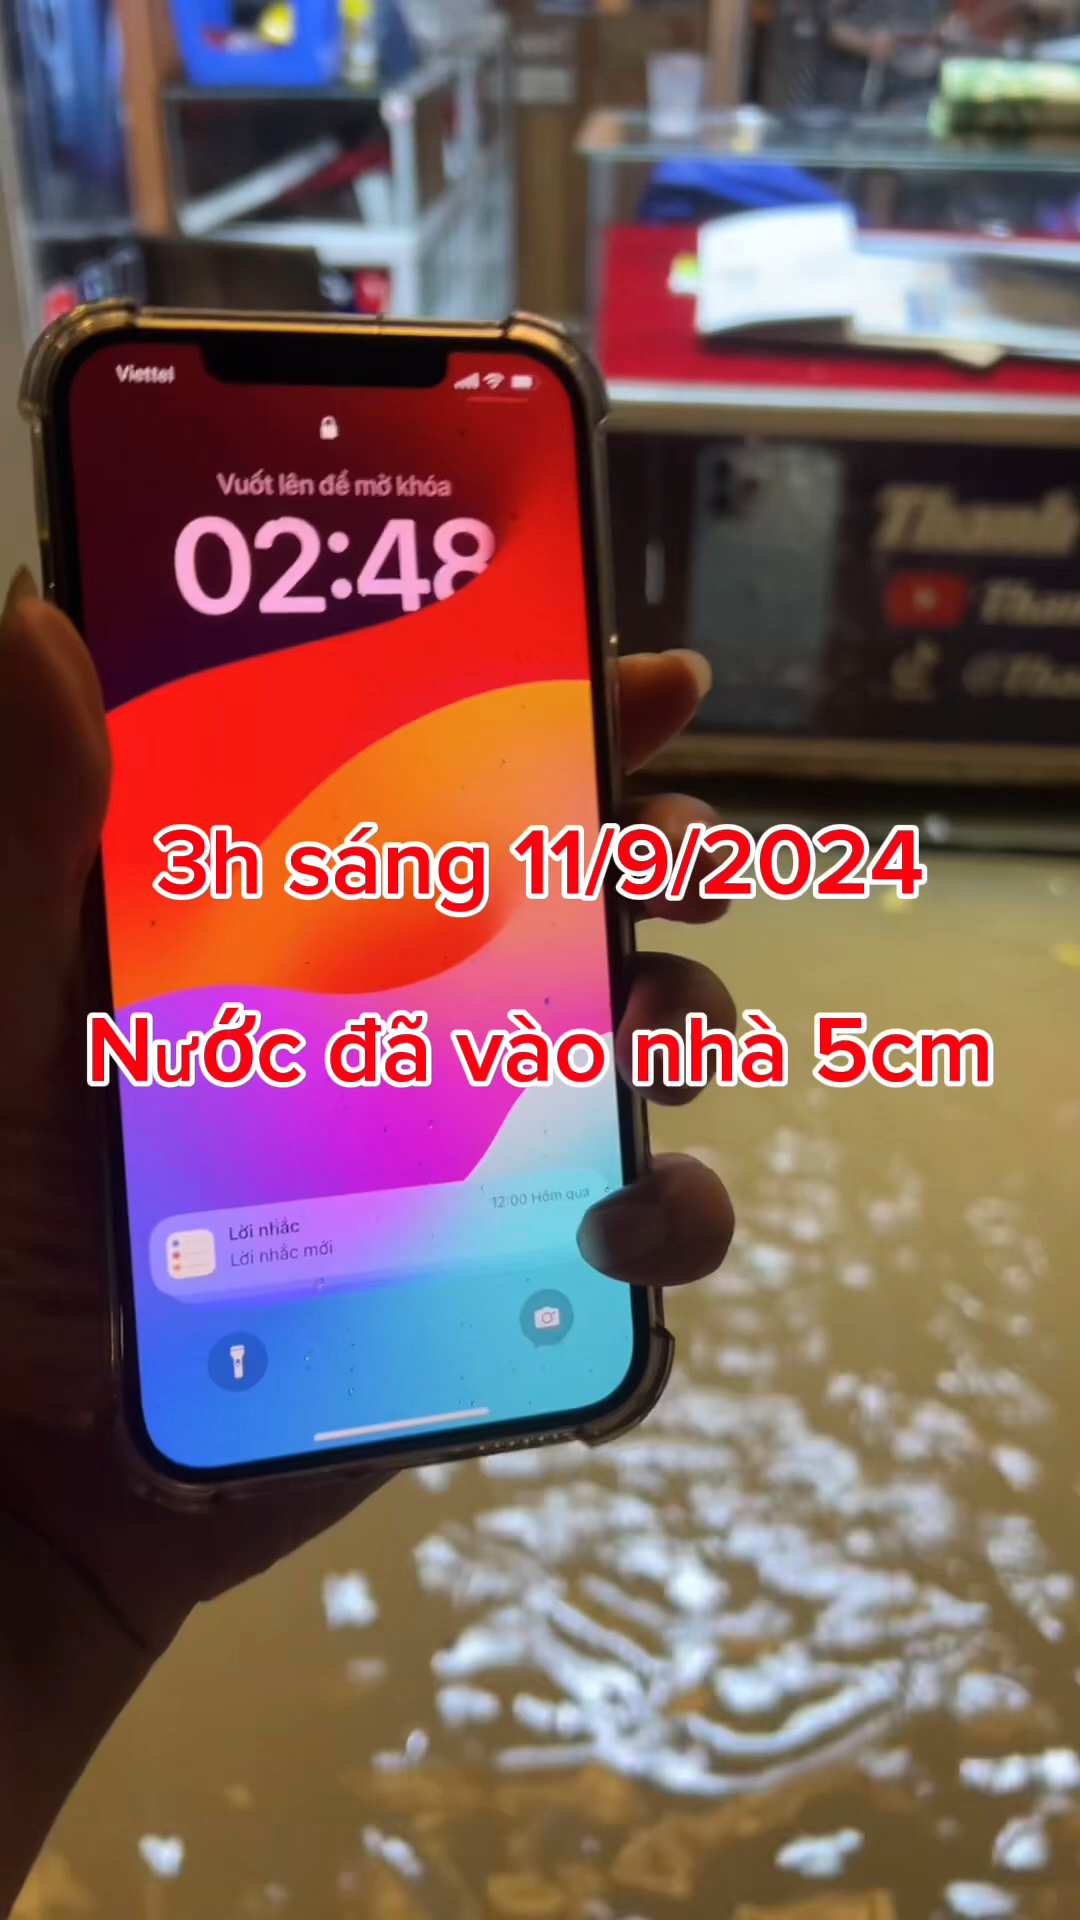 Viettel
Vuốt lên để mở khóa
02:48
Thanh
3h sáng 11/9/2024
Nước đã vào nhà 5cm
12:00 Hôm qua
Lời nhắc
Lời nhắc mới